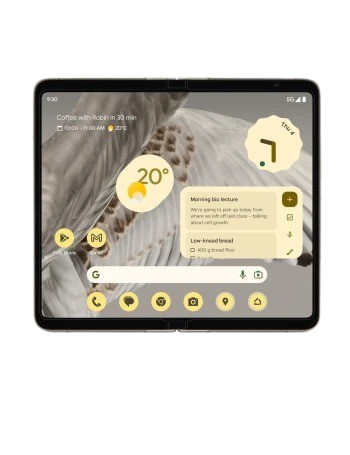 9:30
5G
Coffee with Robin in 30 min
10:00 - 11:00 AM 20°C
Thu 4
20°
Morning bio lecture
We're going to pick up today from
where we left off last class – talking
about cell growth
Low-knead bread
400 g bread flour
Play Store
Gmail
G